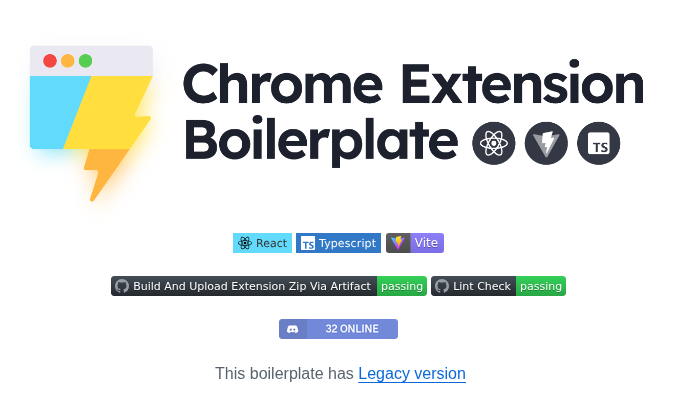 Chrome Extension
Boilerplate
TS
React TS Typescript Vite
Build And Upload Extension Zip Via Artifact passing Lint Check passing
32 ONLINE
This boilerplate has Legacy version